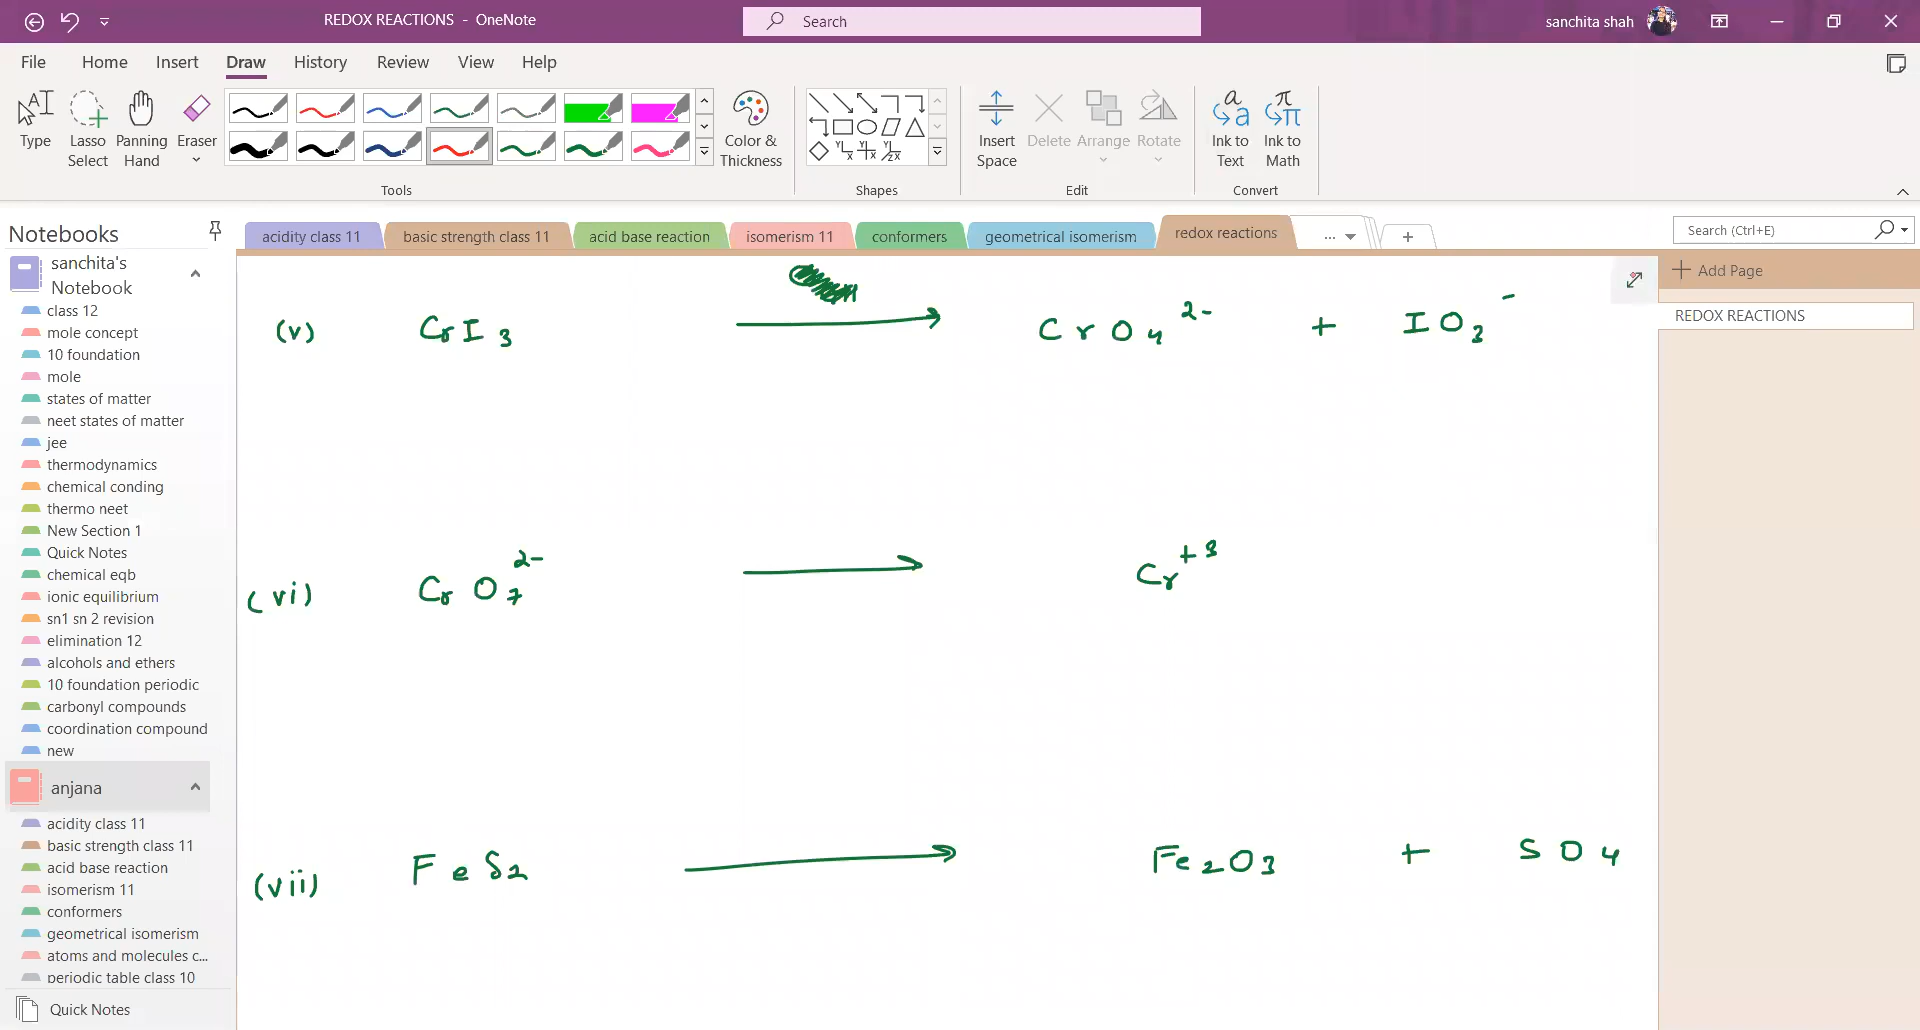 REDOX REACTIONS - OneNote
Search
sanchita shah
File Home Insert Draw History Review View Help
Type
Lasso Select
Panning Hand
Eraser
Color & Thickness
Insert Space
Delete
Arrange
Rotate
Ink to Text
Ink to Math
Tools
Shapes
Edit
Convert
Notebooks
acidity class 11
basic strength class 11
acid base reaction
isomerism 11
conformers
geometrical isomerism
redox reactions
...
Search (Ctrl+E)
Add Page
REDOX REACTIONS
sanchita's Notebook
class 12
mole concept
10 foundation
mole
states of matter
neet states of matter
jee
thermodynamics
chemical conding
thermo neet
New Section 1
Quick Notes
chemical eqb
ionic equilibrium
sn1 sn 2 revision
elimination 12
alcohols and ethers
10 foundation periodic
carbonyl compounds
coordination compound
new
anjana
acidity class 11
basic strength class 11
acid base reaction
isomerism 11
conformers
geometrical isomerism
atoms and molecules c...
periodic table class 10
Quick Notes
(v) CrI₃ → CrO₄²⁻ + IO₃⁻
(vi) CrO₇²⁻ → Cr⁺³
(vii) FeS₂ → Fe₂O₃ + SO₄